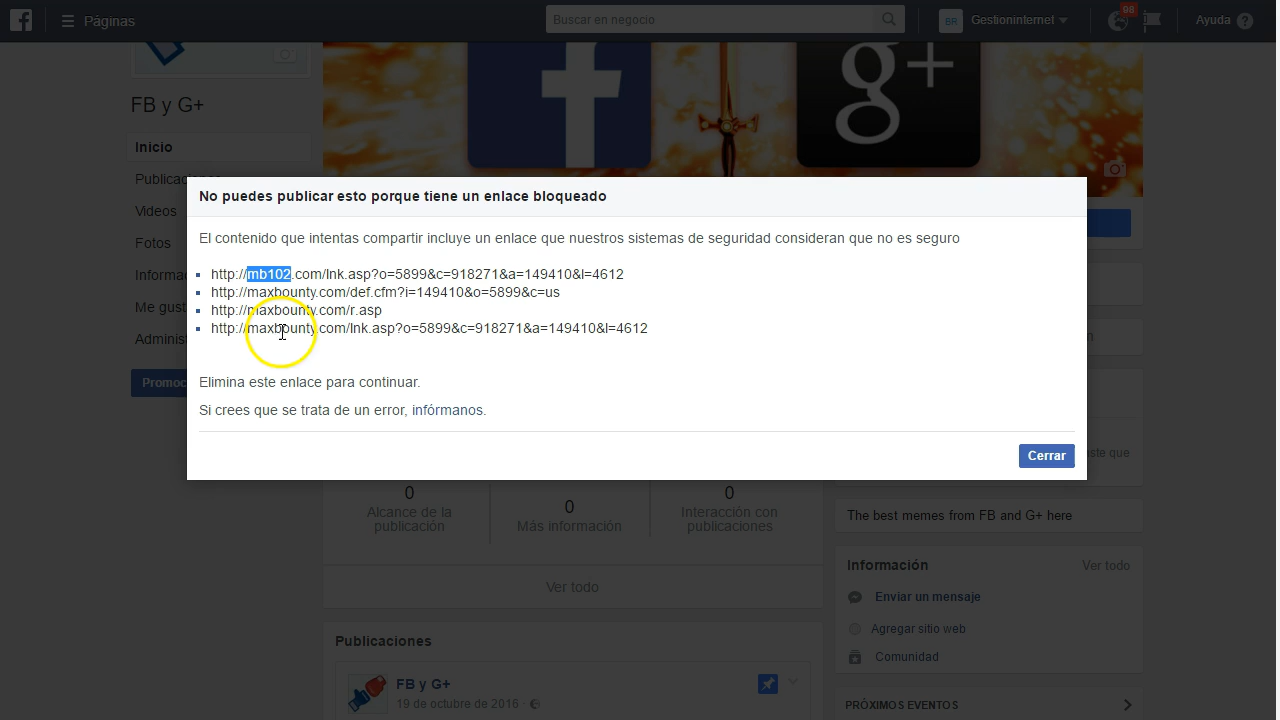 Páginas
Buscar en negocio
BR
Gestioninternet
98
Ayuda
FB y G+
Inicio
Videos
Fotos
Me gus
Adminis
Promoc
g+
No puedes publicar esto porque tiene un enlace bloqueado
El contenido que intentas compartir incluye un enlace que nuestros sistemas de seguridad consideran que no es seguro
http://mb102.com/lnk.asp?o=5899&c=918271&a=149410&l=4612
http://maxbounty.com/def.cfm?i=149410&o=5899&c=us
http://maxbounty.com/r.asp
http://maxbounty.com/lnk.asp?o=5899&c=918271&a=149410&l=4612
Elimina este enlace para continuar.
Si crees que se trata de un error, infórmanos.
Cerrar
ste que
0
Alcance de la
publicación
0
Más información
0
Interacción con
publicaciones
Ver todo
Publicaciones
FB y G+
19 de octubre de 2016 ·
The best memes from FB and G+ here
Información
Ver todo
Enviar un mensaje
Agregar sitio web
Comunidad
PRÓXIMOS EVENTOS